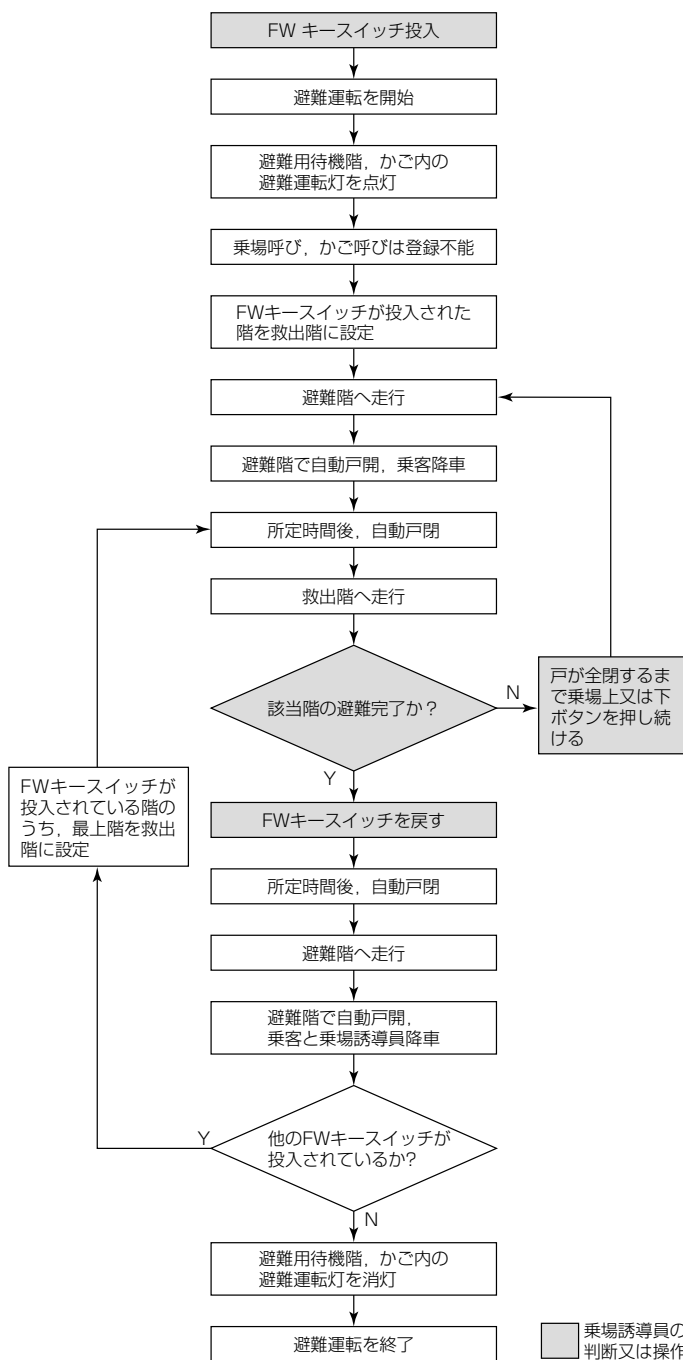 FW キースイッチ投入
避難運転を開始
避難用待機階，かご内の
避難運転灯を点灯
乗場呼び，かご呼びは登録不能
FWキースイッチが投入された
階を救出階に設定
避難階へ走行
避難階で自動戸開，乗客降車
所定時間後，自動戸閉
救出階へ走行
該当階の避難完了か？
N
戸が全閉するま
で乗場上又は下
ボタンを押し続
ける
Y
FWキースイッチが
投入されている階の
うち，最上階を救出
階に設定
FWキースイッチを戻す
所定時間後，自動戸閉
避難階へ走行
避難階で自動戸開，
乗客と乗場誘導員降車
Y
他のFWキースイッチが
投入されているか?
N
避難用待機階，かご内の
避難運転灯を消灯
避難運転を終了
乗場誘導員の
判断又は操作